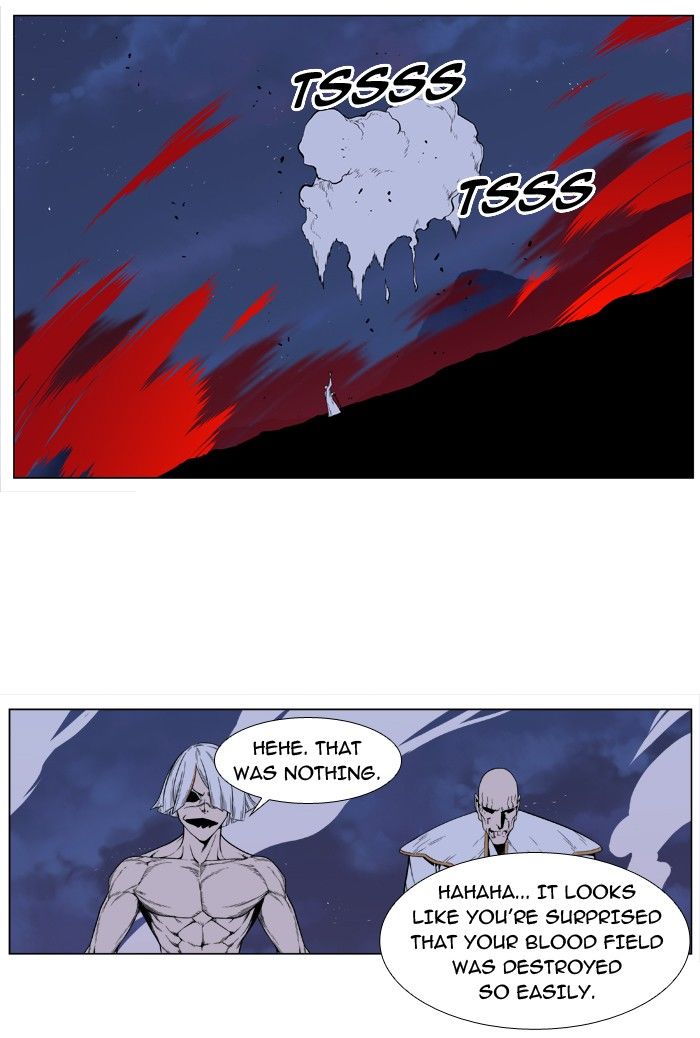 TSSSS
TSSS
HEHE. THAT
WAS NOTHING.
HAHAHA... IT LOOKS
LIKE YOU'RE SURPRISED
THAT YOUR BLOOD FIELD
WAS DESTROYED
SO EASILY.